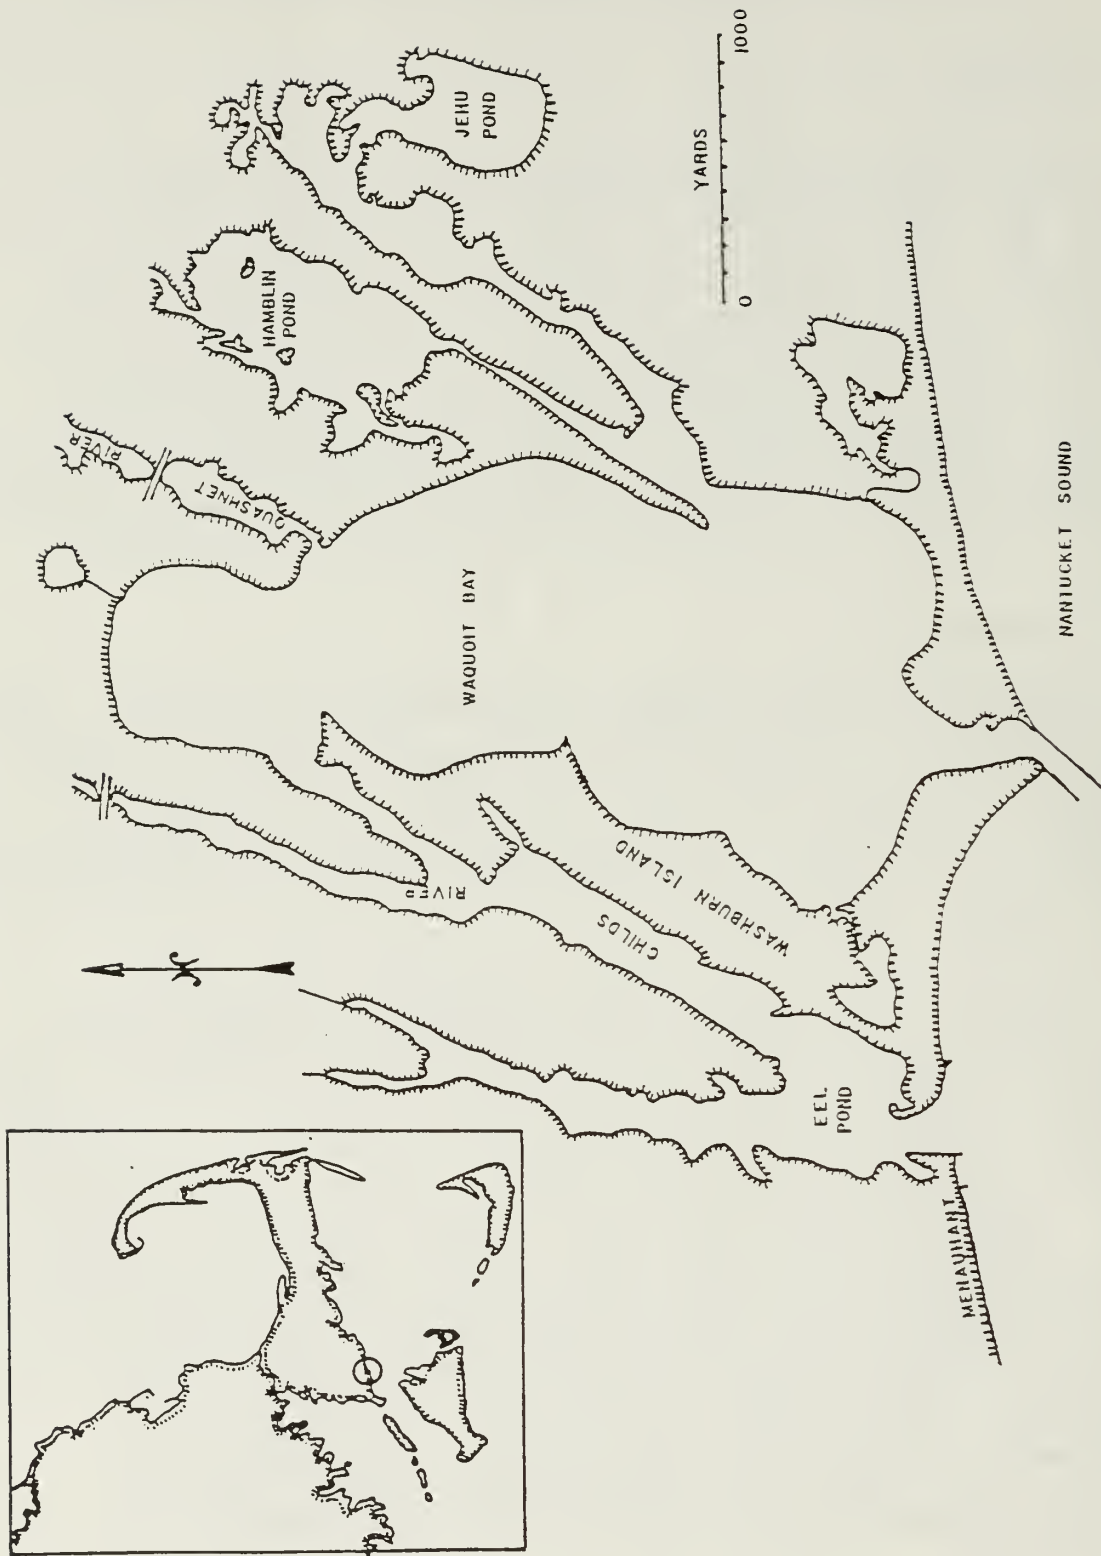 QUASHNET
RIVER
HAMBLIN
POND
JEHU
POND
YARDS
0
1000
WAQUOIT BAY
RIVER
CHILDS
WASHBURN ISLAND
EEL
POND
MENAUHANT
NANTUCKET SOUND
N